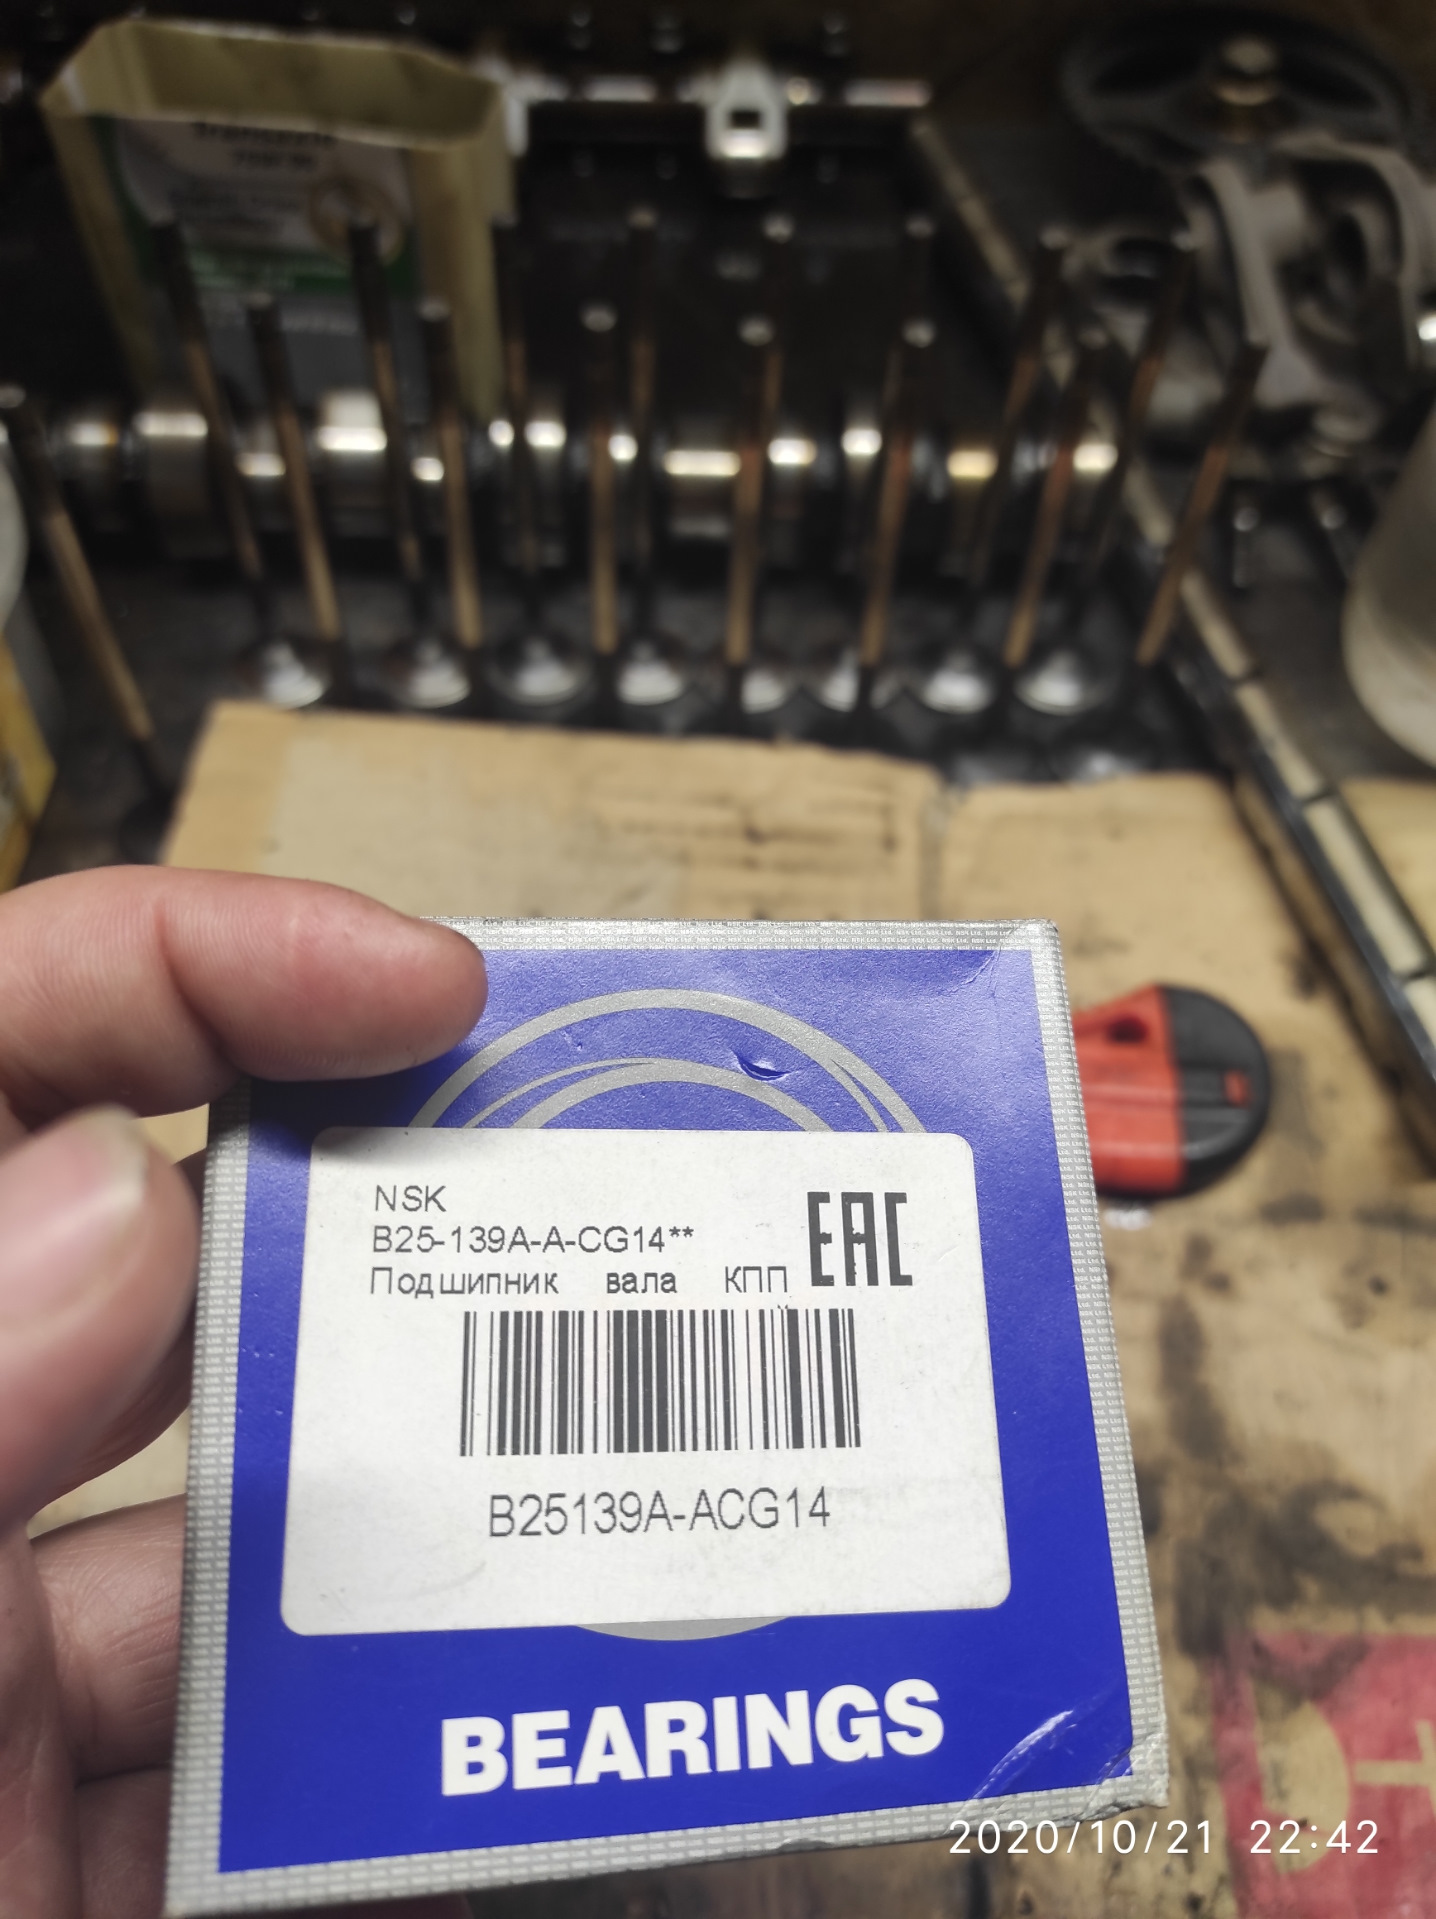 NSK
B25-139A-A-CG14**
EAC
Подшипник вала КПП
B25139A-ACG14
BEARINGS
2020/10/21 22:42